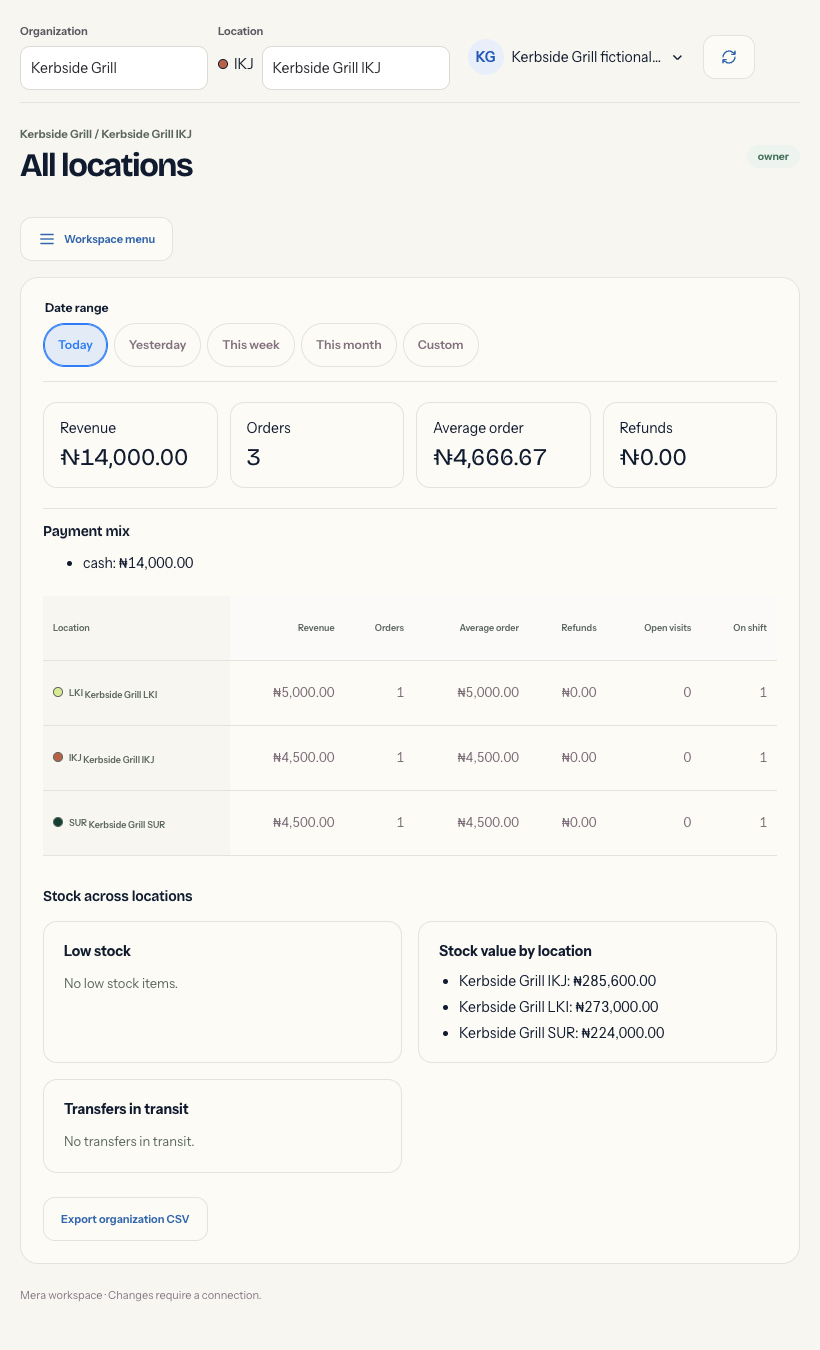 Organization
Location
Kerbside Grill
IKJ
Kerbside Grill IKJ
KG
Kerbside Grill fictional...
Kerbside Grill / Kerbside Grill IKJ
All locations
owner
Workspace menu
Date range
Today
Yesterday
This week
This month
Custom
Revenue
₦14,000.00
Orders
3
Average order
₦4,666.67
Refunds
₦0.00
Payment mix
• cash: ₦14,000.00
Location Revenue Orders Average order Refunds Open visits On shift
LKI Kerbside Grill LKI ₦5,000.00 1 ₦5,000.00 ₦0.00 0 1
IKJ Kerbside Grill IKJ ₦4,500.00 1 ₦4,500.00 ₦0.00 0 1
SUR Kerbside Grill SUR ₦4,500.00 1 ₦4,500.00 ₦0.00 0 1
Stock across locations
Low stock
No low stock items.
Stock value by location
• Kerbside Grill IKJ: ₦285,600.00
• Kerbside Grill LKI: ₦273,000.00
• Kerbside Grill SUR: ₦224,000.00
Transfers in transit
No transfers in transit.
Export organization CSV
Mera workspace · Changes require a connection.